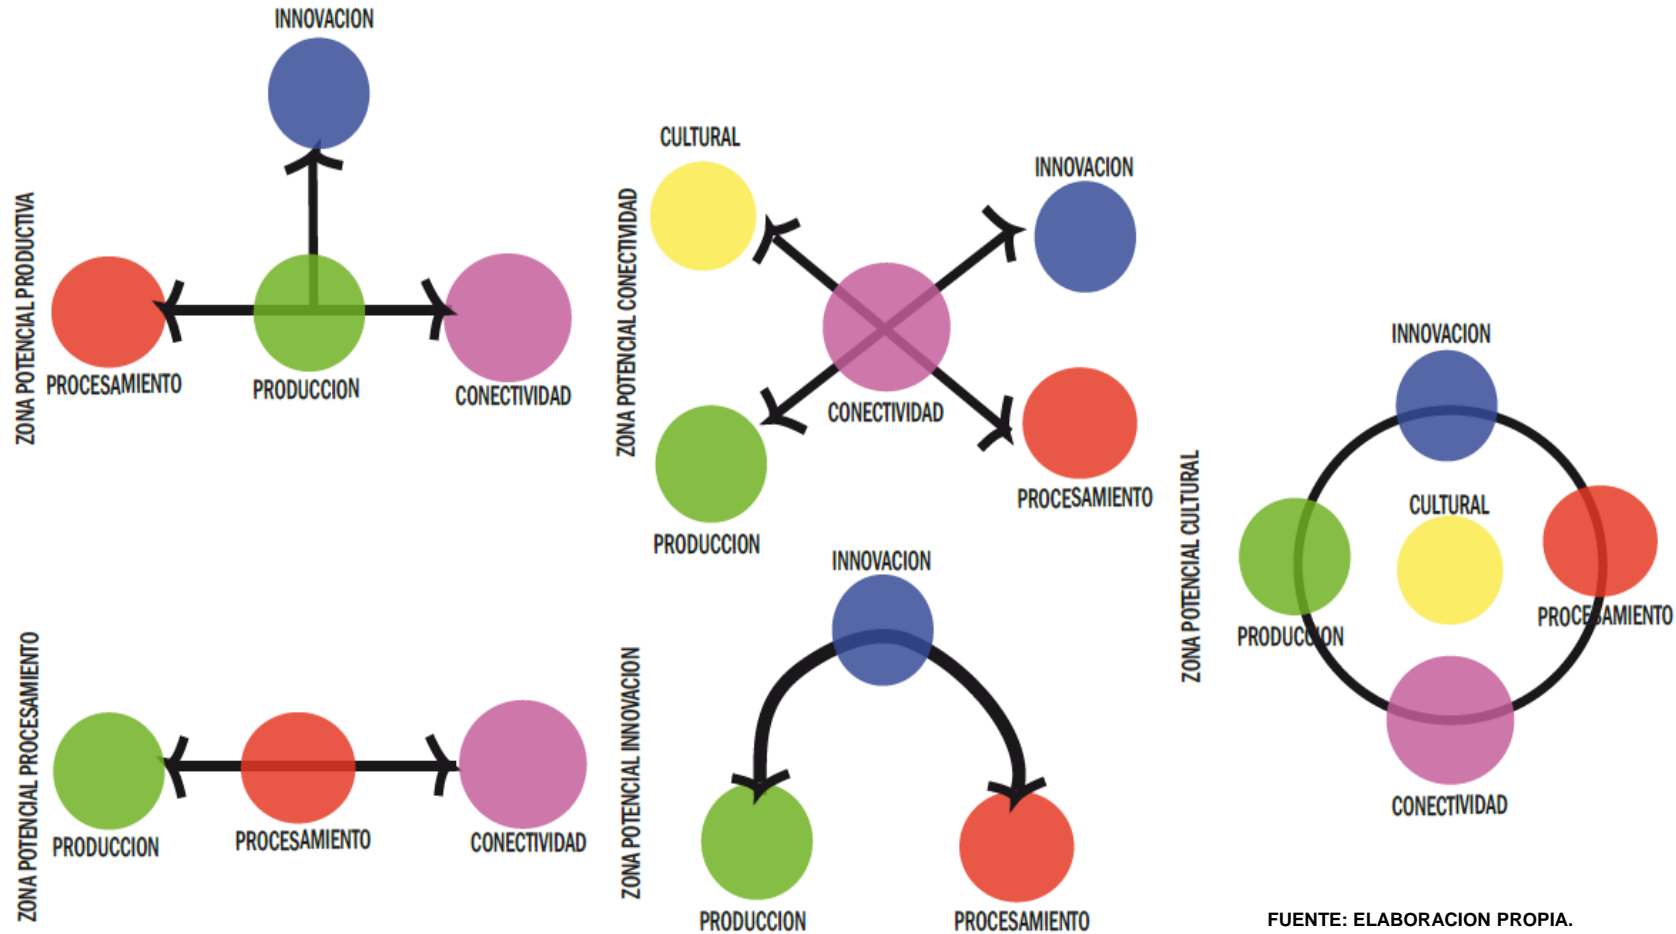 ZONA POTENCIAL PRODUCTIVA
INNOVACION
PROCESAMIENTO
PRODUCCION
CONECTIVIDAD
ZONA POTENCIAL CONECTIVIDAD
CULTURAL
INNOVACION
CONECTIVIDAD
PRODUCCION
PROCESAMIENTO
ZONA POTENCIAL CULTURAL
INNOVACION
CULTURAL
PRODUCCION
PROCESAMIENTO
CONECTIVIDAD
ZONA POTENCIAL PROCESAMIENTO
PRODUCCION
PROCESAMIENTO
CONECTIVIDAD
ZONA POTENCIAL INNOVACION
INNOVACION
PRODUCCION
PROCESAMIENTO
FUENTE: ELABORACION PROPIA.